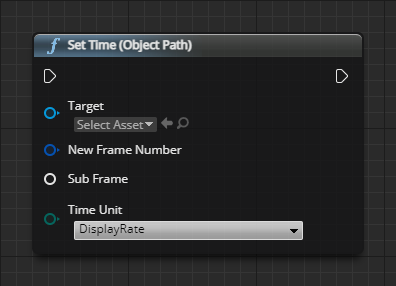 Set Time (Object Path)
Target
Select Asset
New Frame Number
Sub Frame
Time Unit
DisplayRate